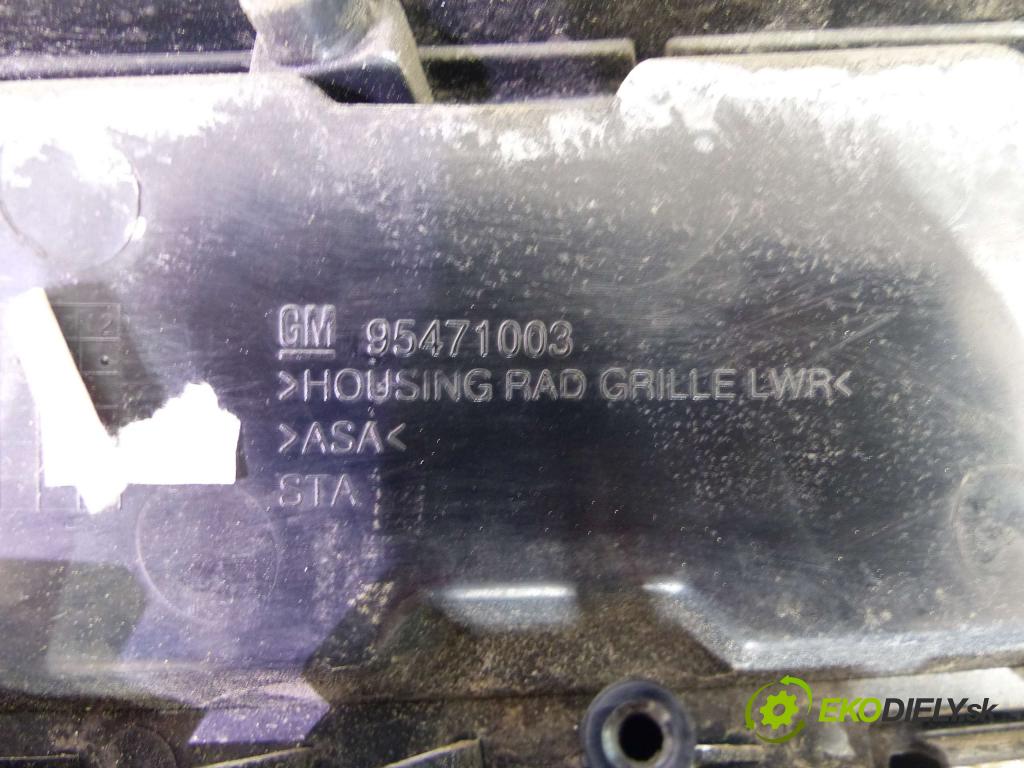 GM 95471003
>HOUSING RAD GRILLE LWR<
>ASA<
STA
EKODIELY.sk